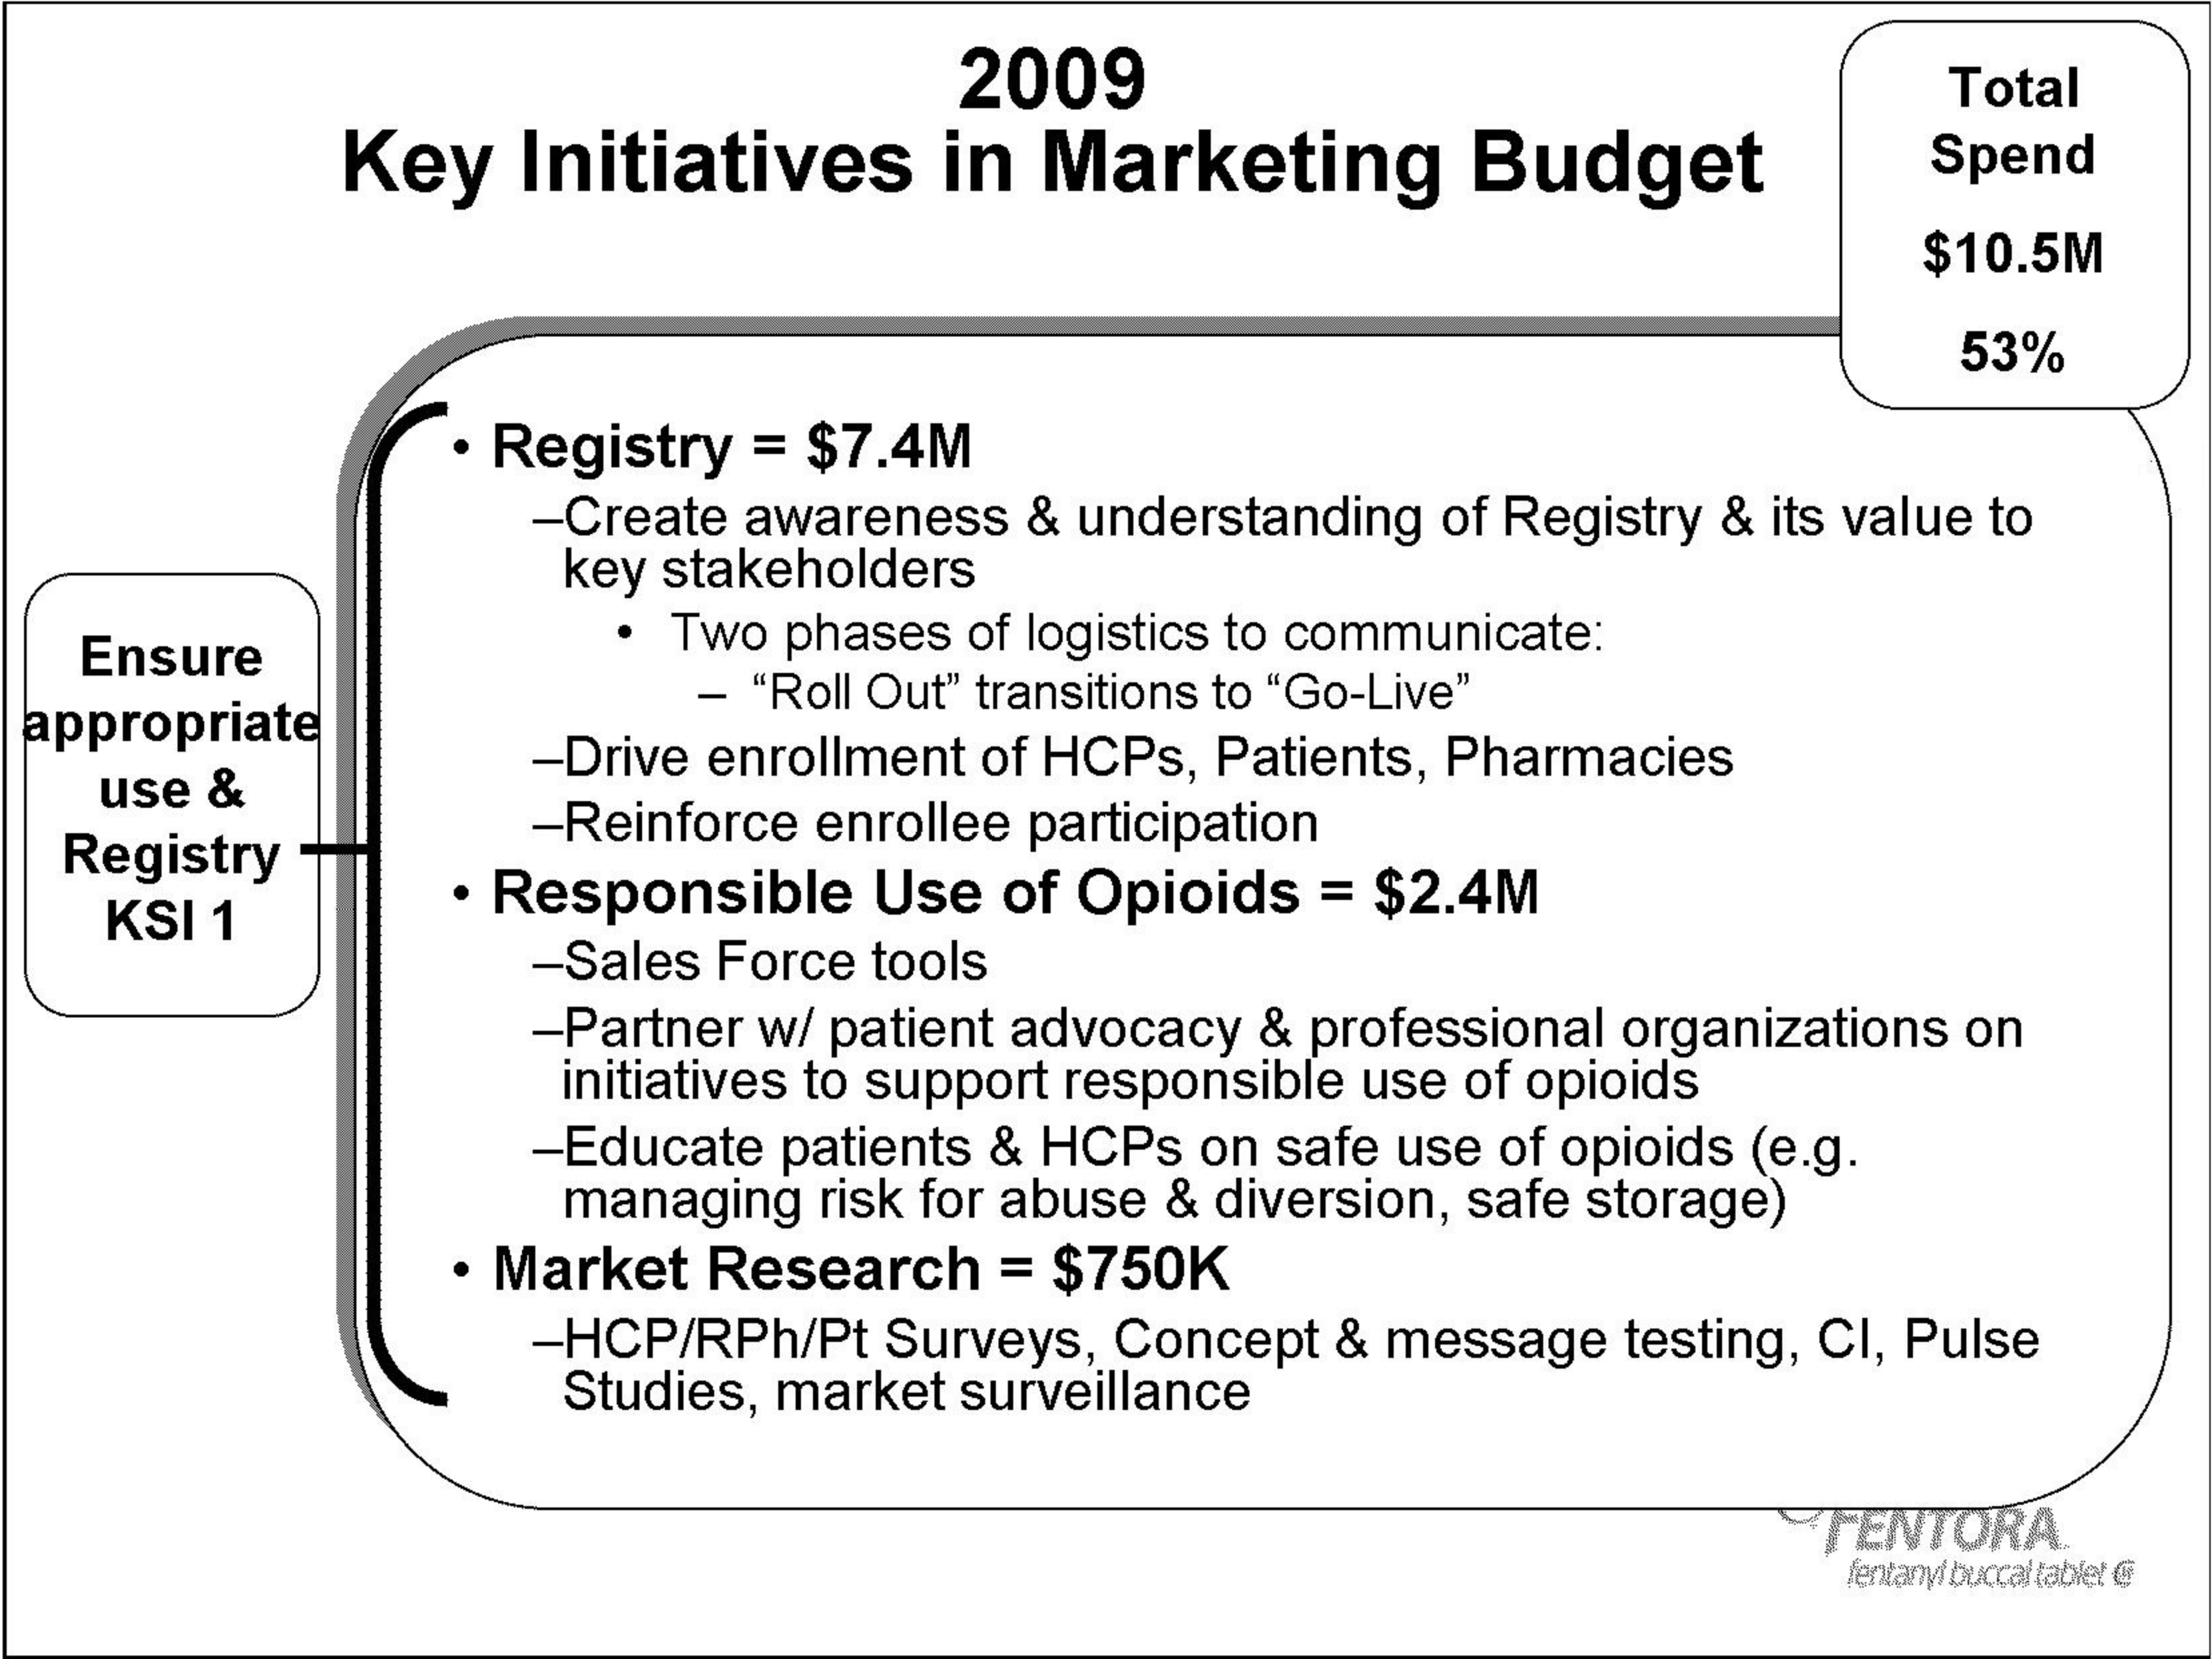 2009
Key Initiatives in Marketing Budget
Total
Spend
$10.5M
53%
Ensure
appropriate
use &
Registry
KSI 1
• Registry = $7.4M
–Create awareness & understanding of Registry & its value to
key stakeholders
• Two phases of logistics to communicate:
– “Roll Out” transitions to “Go-Live”
–Drive enrollment of HCPs, Patients, Pharmacies
–Reinforce enrollee participation
• Responsible Use of Opioids = $2.4M
–Sales Force tools
–Partner w/ patient advocacy & professional organizations on
initiatives to support responsible use of opioids
–Educate patients & HCPs on safe use of opioids (e.g.
managing risk for abuse & diversion, safe storage)
• Market Research = $750K
–HCP/RPh/Pt Surveys, Concept & message testing, CI, Pulse
Studies, market surveillance
FENTORA
fentanyl buccal tablet